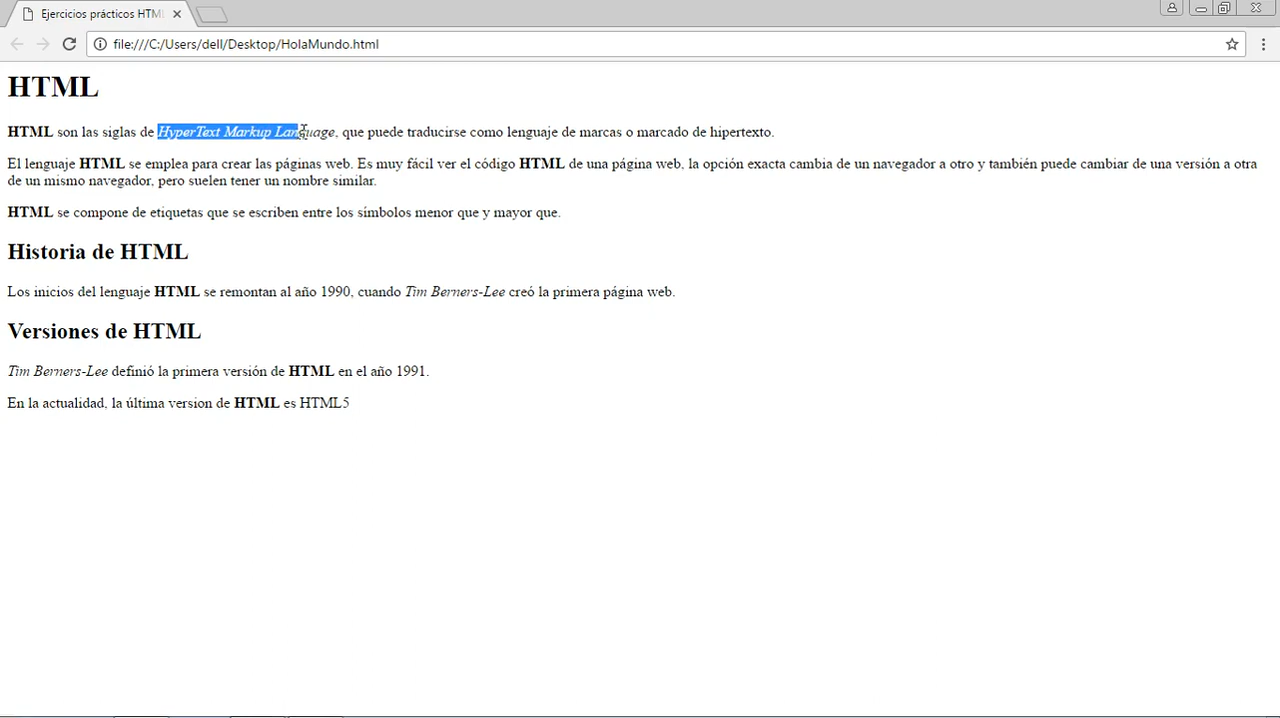 Ejercicios prácticos HTM
file:///C:/Users/dell/Desktop/HolaMundo.html
HTML
HTML son las siglas de HyperText Markup Language, que puede traducirse como lenguaje de marcas o marcado de hipertexto.
El lenguaje HTML se emplea para crear las páginas web. Es muy fácil ver el código HTML de una página web, la opción exacta cambia de un navegador a otro y también puede cambiar de una versión a otra
de un mismo navegador, pero suelen tener un nombre similar.
HTML se compone de etiquetas que se escriben entre los símbolos menor que y mayor que.
Historia de HTML
Los inicios del lenguaje HTML se remontan al año 1990, cuando Tim Berners-Lee creó la primera página web.
Versiones de HTML
Tim Berners-Lee definió la primera versión de HTML en el año 1991.
En la actualidad, la última version de HTML es HTML5